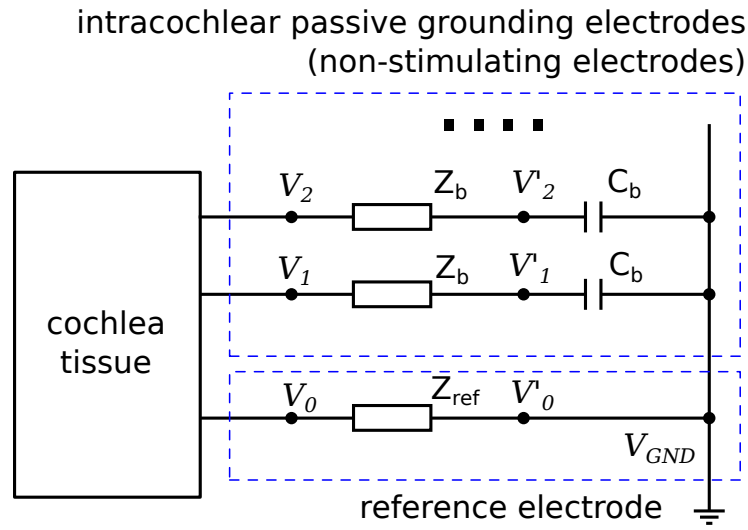 intracochlear passive grounding electrodes
(non-stimulating electrodes)
V2 Zb V'2 Cb
V1 Zb V'1 Cb
cochlea
tissue
V0 Zref V'0
VGND
reference electrode